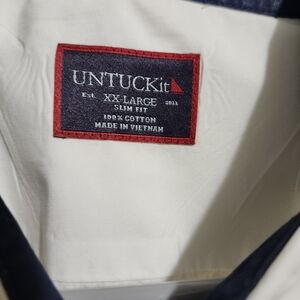 UNTUCKit
Est. XX-LARGE 2011
SLIM FIT
100% COTTON
MADE IN VIETNAM